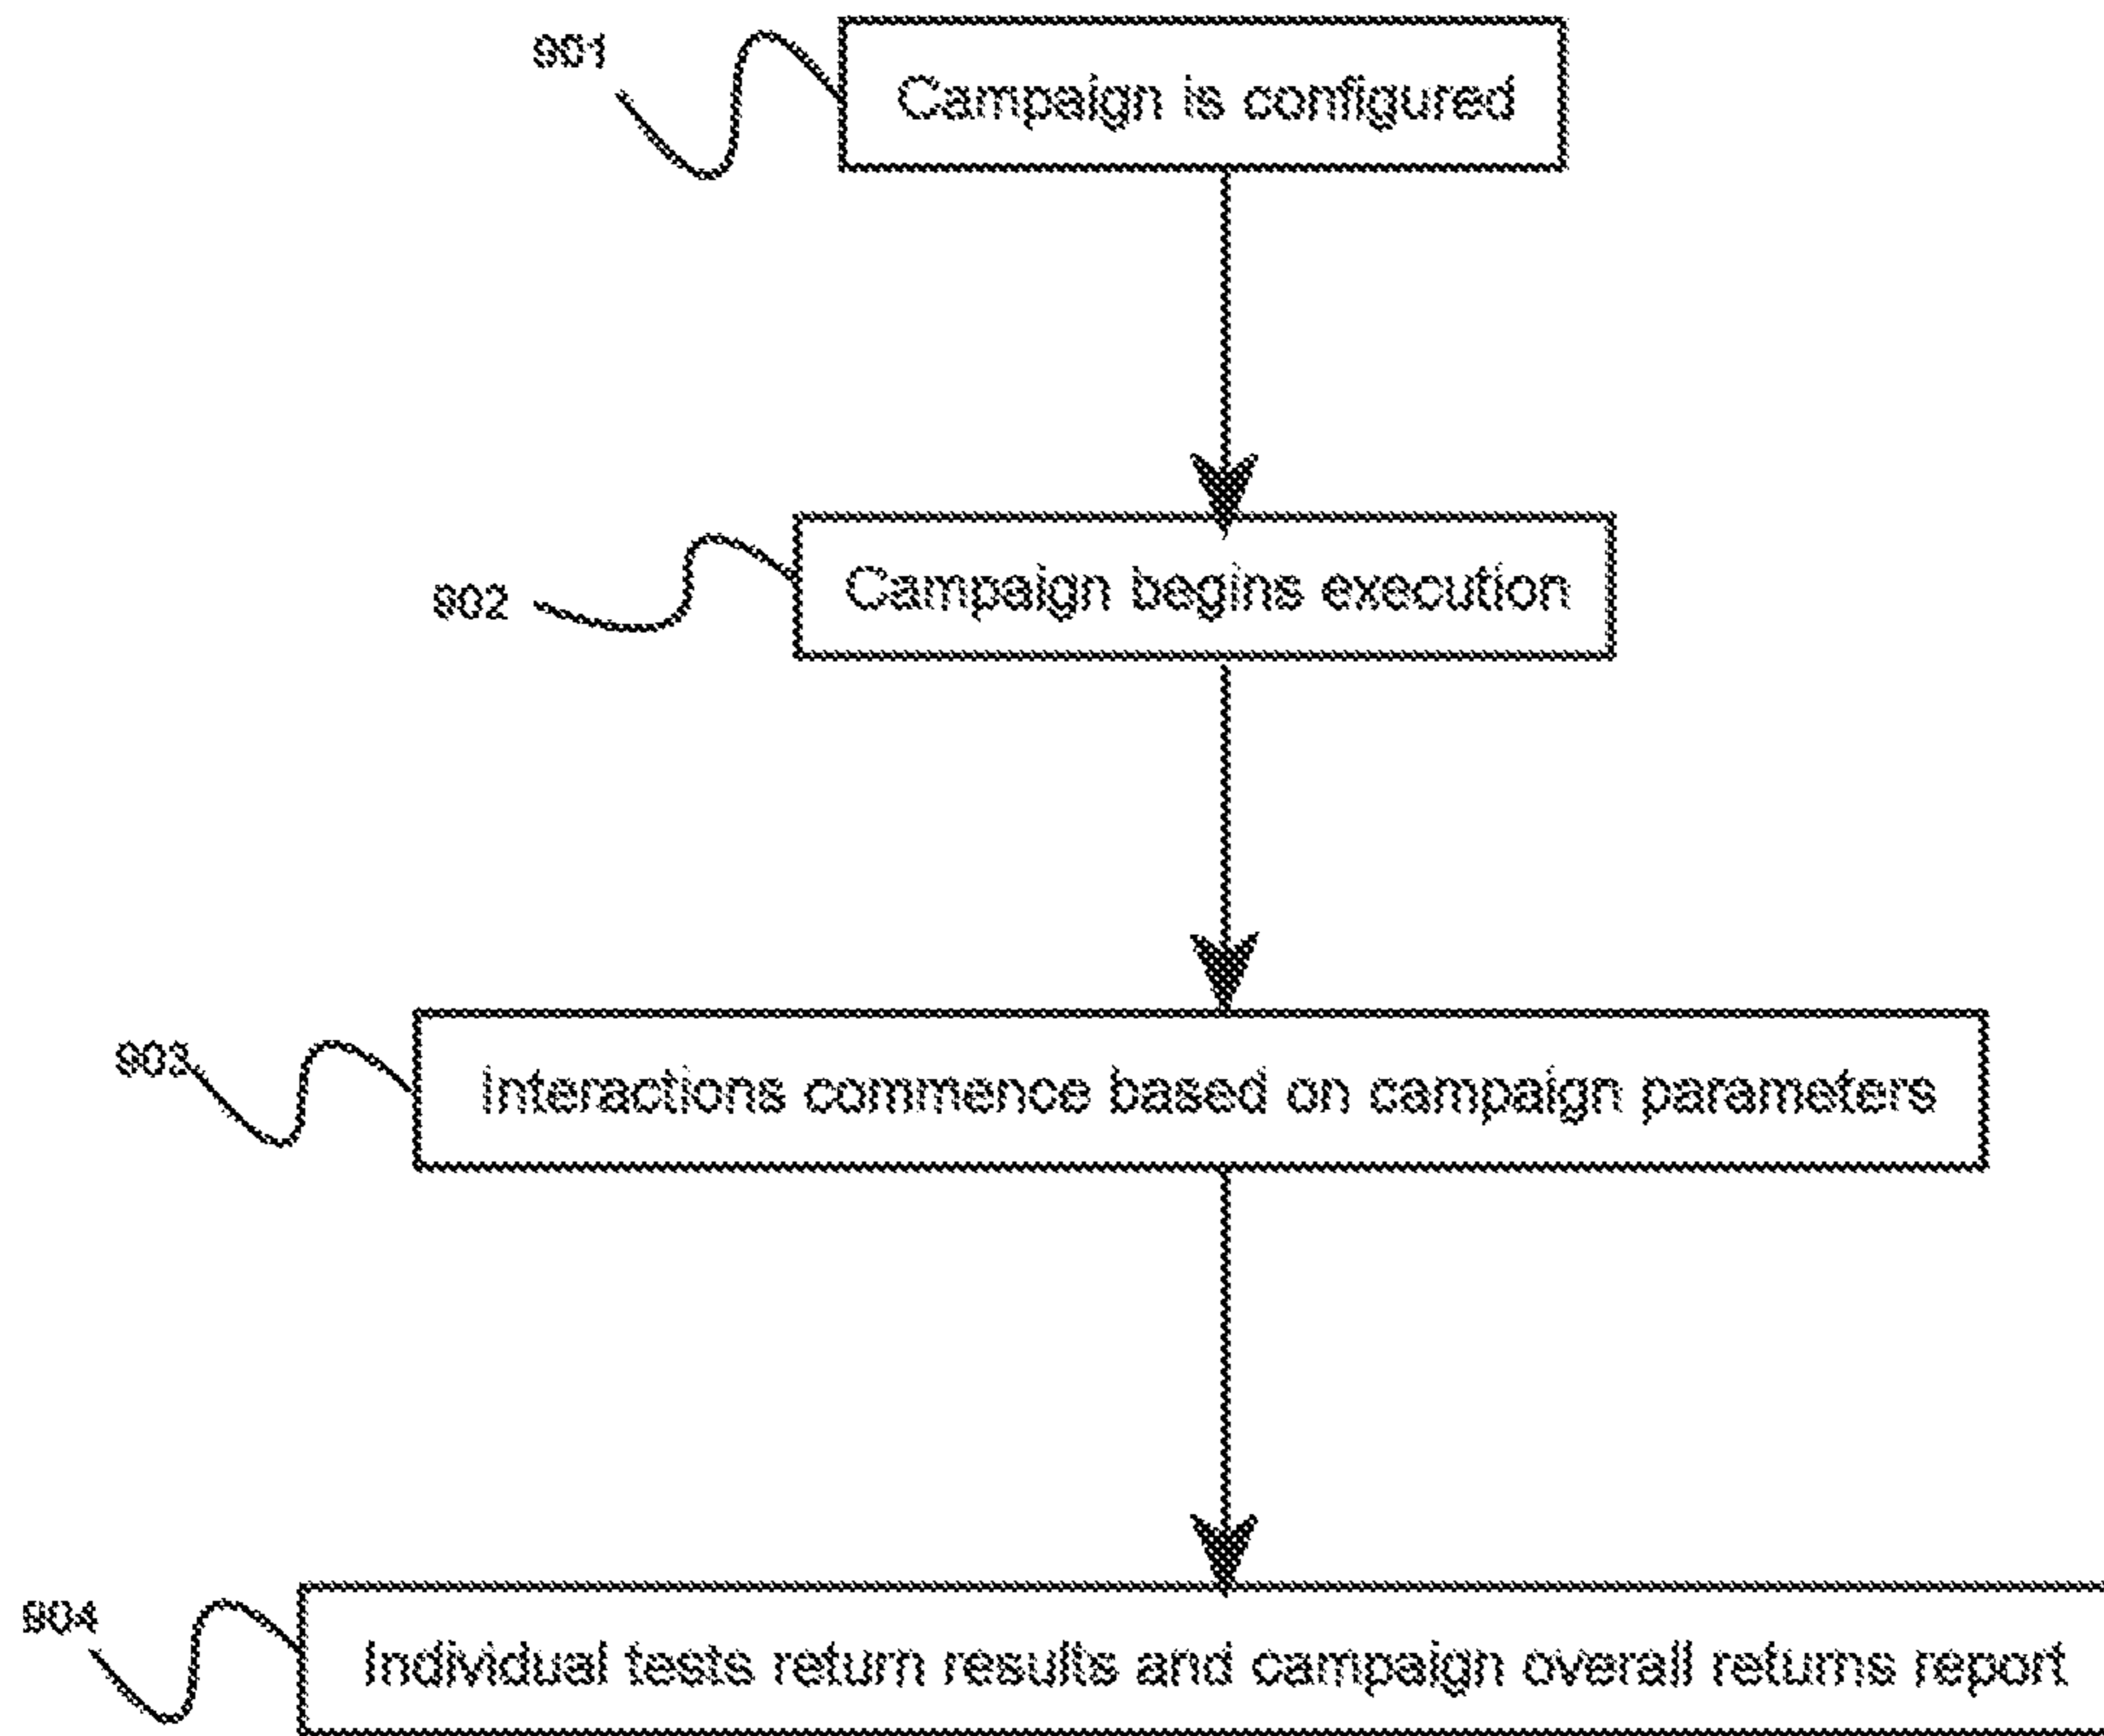 901
Campaign is configured
902
Campaign begins execution
903
Interactions commence based on campaign parameters
904
Individual tests return results and campaign overall returns report